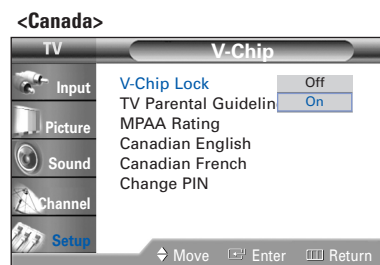 <Canada>
TV
V-Chip
Input
Picture
Sound
Channel
Setup
V-Chip Lock
Off
TV Parental Guidelin
On
MPAA Rating
Canadian English
Canadian French
Change PIN
Move Enter Return